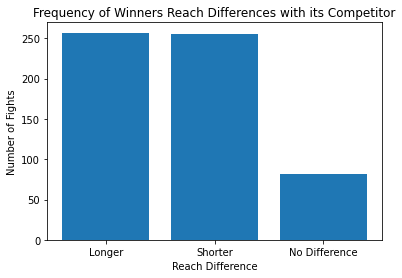 Frequency of Winners Reach Differences with its Competitor
250
200
150
100
50
0
Number of Fights
Longer
Shorter
No Difference
Reach Difference